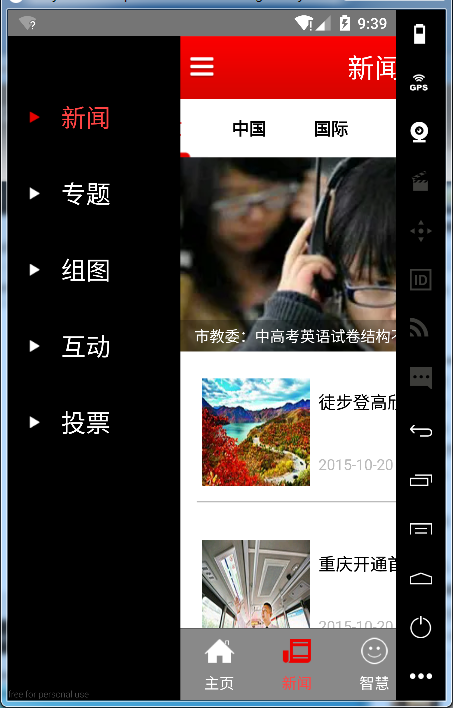 9:39
新闻
新闻
专题
组图
互动
投票
中国
国际
市教委：中高考英语试卷结构
徒步登高
2015-10-20
重庆开通
2015-10-20
主页
新闻
智慧
free for personal use
GPS
ID